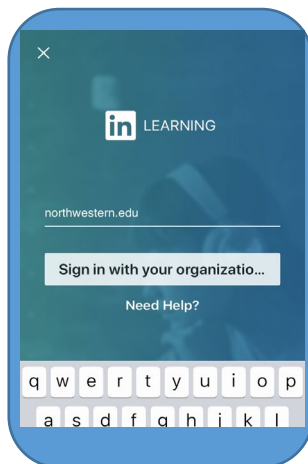 in LEARNING
northwestern.edu
Sign in with your organizatio...
Need Help?
q w e r t y u i o p
a s d f g h j k l